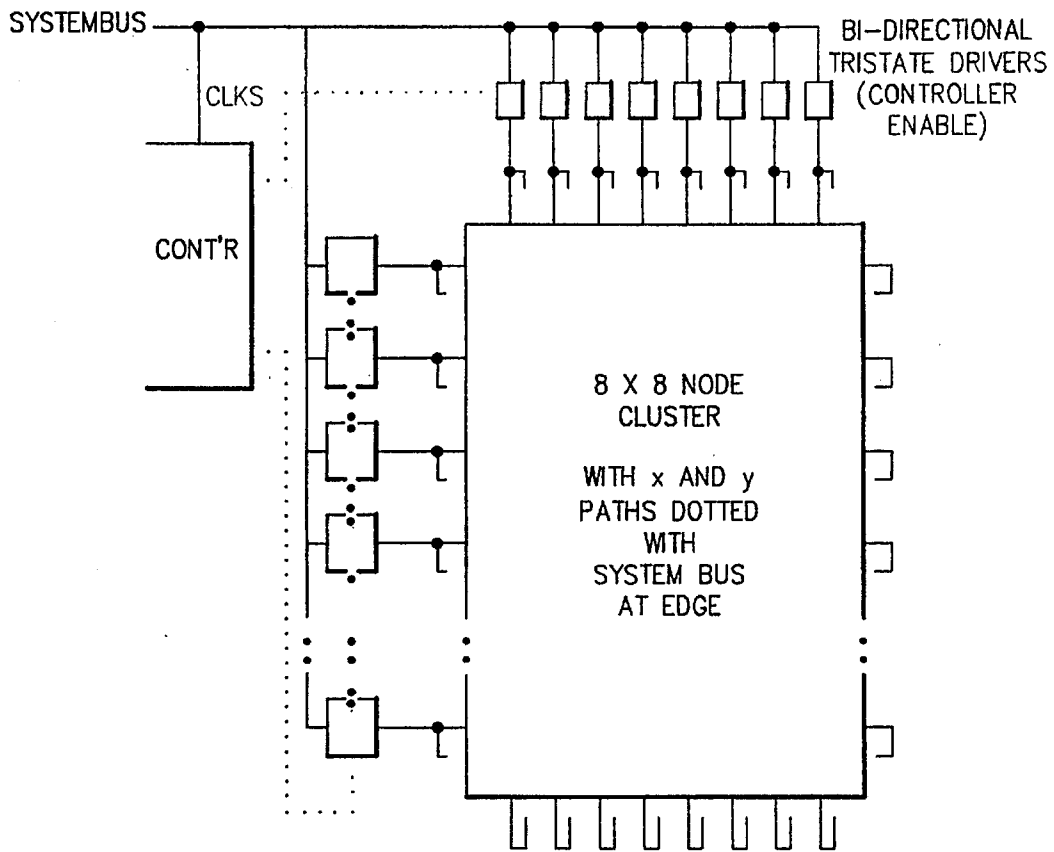 SYSTEMBUS
BI-DIRECTIONAL
TRISTATE DRIVERS
(CONTROLLER
ENABLE)
CLKS
CONT'R
8 X 8 NODE
CLUSTER
WITH x AND y
PATHS DOTTED
WITH
SYSTEM BUS
AT EDGE